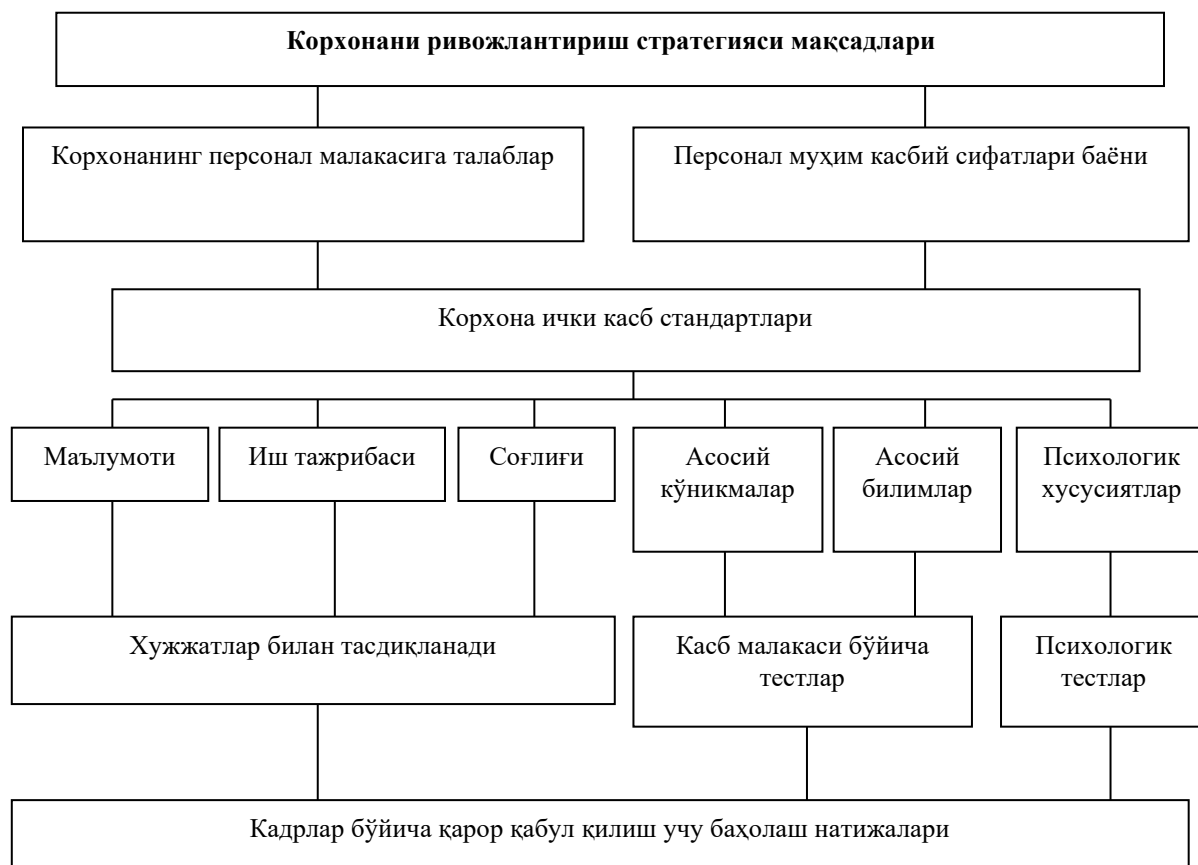 Корхонани ривожлантириш стратегияси мақсадлари
Корхонанинг персонал малакасига талаблар
Персонал муҳим касбий сифатлари баёни
Корхона ички касб стандартлари
Маълумоти
Иш тажрибаси
Соғлиғи
Асосий
кўникмалар
Асосий
билимлар
Психологик
хусусиятлар
Хужжатлар билан тасдиқланади
Касб малакаси бўйича
тестлар
Психологик
тестлар
Кадрлар бўйича қарор қабул қилиш учу баҳолаш натижалари